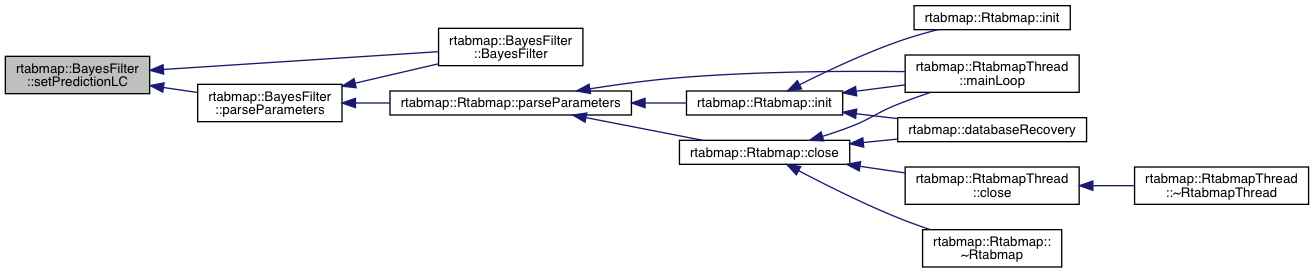 rtabmap::BayesFilter
::setPredictionLC
rtabmap::BayesFilter
::BayesFilter
rtabmap::BayesFilter
::parseParameters
rtabmap::Rtabmap::parseParameters
rtabmap::Rtabmap::init
rtabmap::Rtabmap::close
rtabmap::Rtabmap::init
rtabmap::RtabmapThread
::mainLoop
rtabmap::databaseRecovery
rtabmap::RtabmapThread
::close
rtabmap::Rtabmap::
~Rtabmap
rtabmap::RtabmapThread
::~RtabmapThread